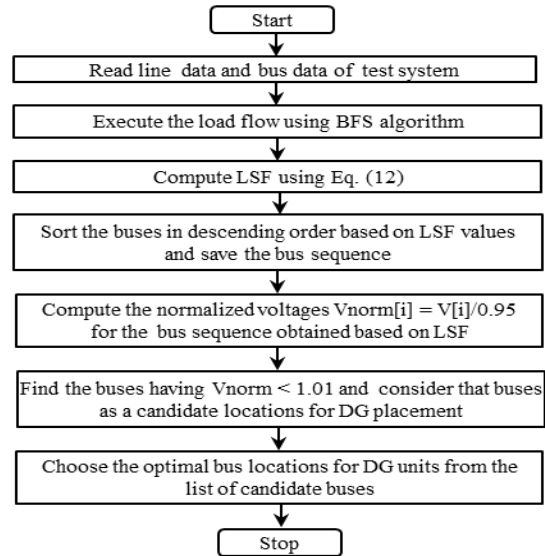 Start
Read line data and bus data of test system
Execute the load flow using BFS algorithm
Compute LSF using Eq. (12)
Sort the buses in descending order based on LSF values
and save the bus sequence
Compute the normalized voltages Vnorm[i] = V[i]/0.95
for the bus sequence obtained based on LSF
Find the buses having Vnorm < 1.01 and consider that buses
as a candidate locations for DG placement
Choose the optimal bus locations for DG units from the
list of candidate buses
Stop